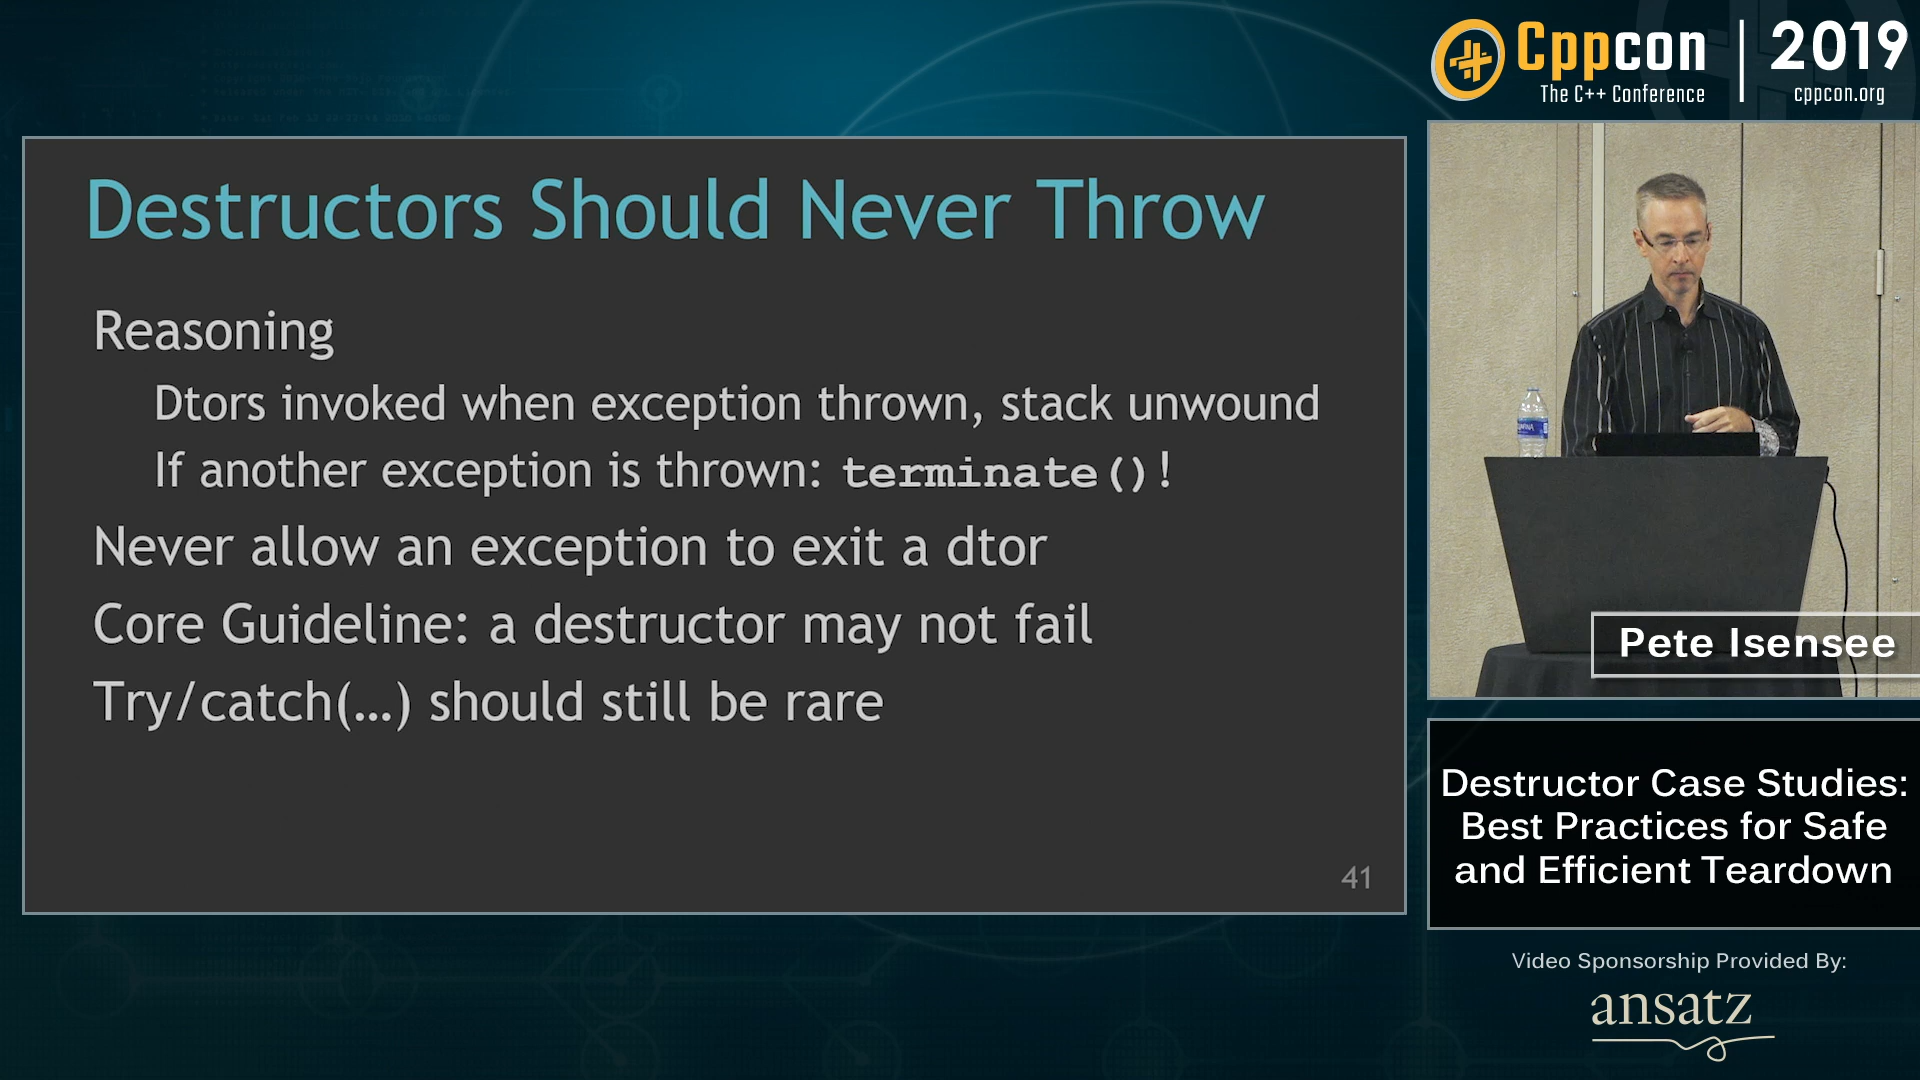 Cppcon
The C++ Conference
2019
cppcon.org
Destructors Should Never Throw
Reasoning
Dtors invoked when exception thrown, stack unwound
If another exception is thrown: terminate()!
Never allow an exception to exit a dtor
Core Guideline: a destructor may not fail
Try/catch(…) should still be rare
41
Pete Isensee
Destructor Case Studies:
Best Practices for Safe
and Efficient Teardown
Video Sponsorship Provided By:
ansatz